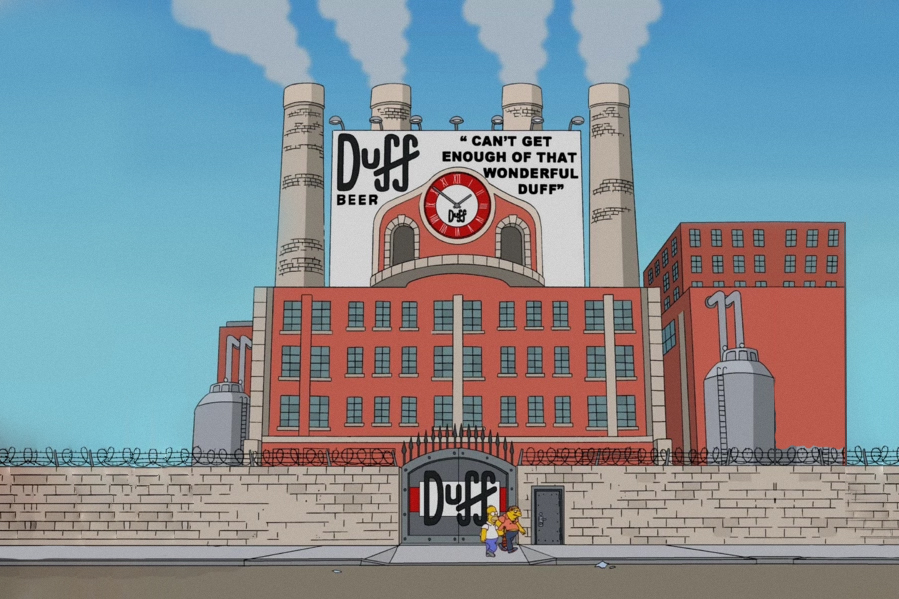 Duff
BEER
“ CAN'T GET
ENOUGH OF THAT
WONDERFUL
DUFF”
Duff
Duff